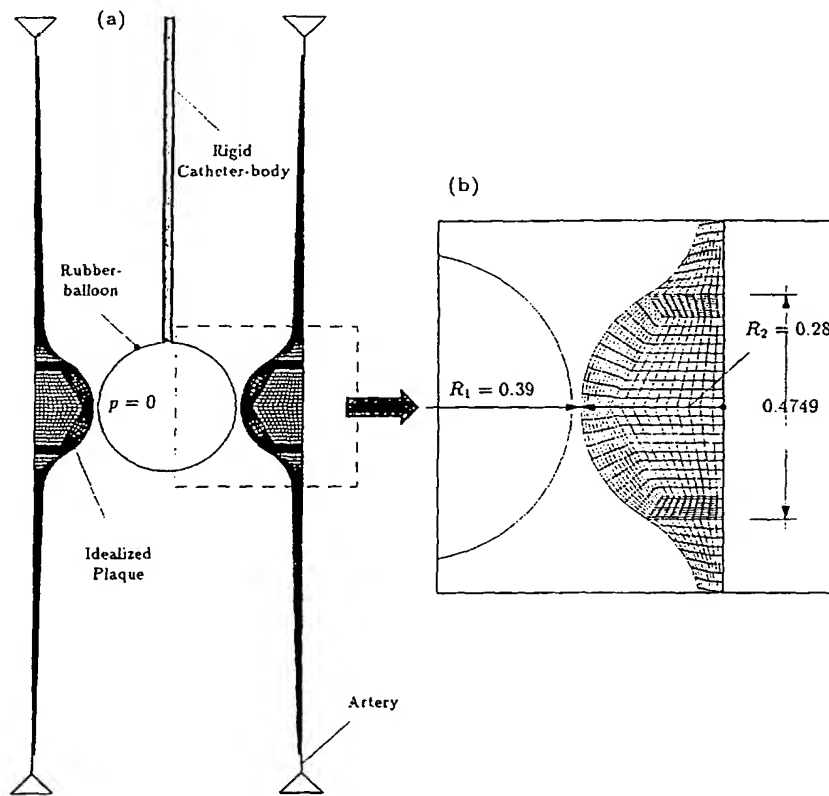 (a)
Rigid
Catheter-body
Rubber-
balloon
p = 0
Idealized
Plaque
Artery
(b)
R₁ = 0.39
R₂ = 0.28
0.4749